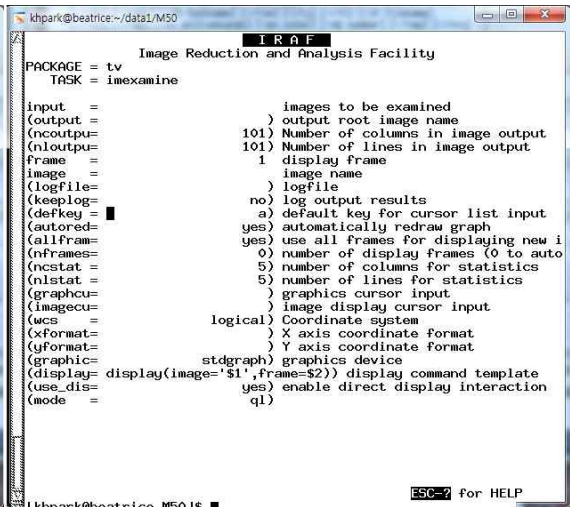 khpark@beatrice:~/data1/M50
I R A F
Image Reduction and Analysis Facility
PACKAGE = tv
TASK = imexamine
input = images to be examined
(output = ) output root image name
(ncoutpu= 101) Number of columns in image output
(nloutpu= 101) Number of lines in image output
frame = 1 display frame
image = image name
(logfile= ) logfile
(keeplog= no) log output results
(defkey = a) default key for cursor list input
(autored= yes) automatically redraw graph
(allfram= yes) use all frames for displaying new i
(nframes= 0) number of display frames (0 to auto
(ncstat = 5) number of columns for statistics
(nlstat = 5) number of lines for statistics
(graphcu= ) graphics cursor input
(imagecu= ) image display cursor input
(wcs = logical) Coordinate system
(xformat= ) X axis coordinate format
(yformat= ) Y axis coordinate format
(graphic= stdgraph) graphics device
(display= display(image='$1',frame=$2)) display command template
(use_dis= yes) enable direct display interaction
(mode = ql)
ESC-? for HELP
[khpark@beatrice M50]$